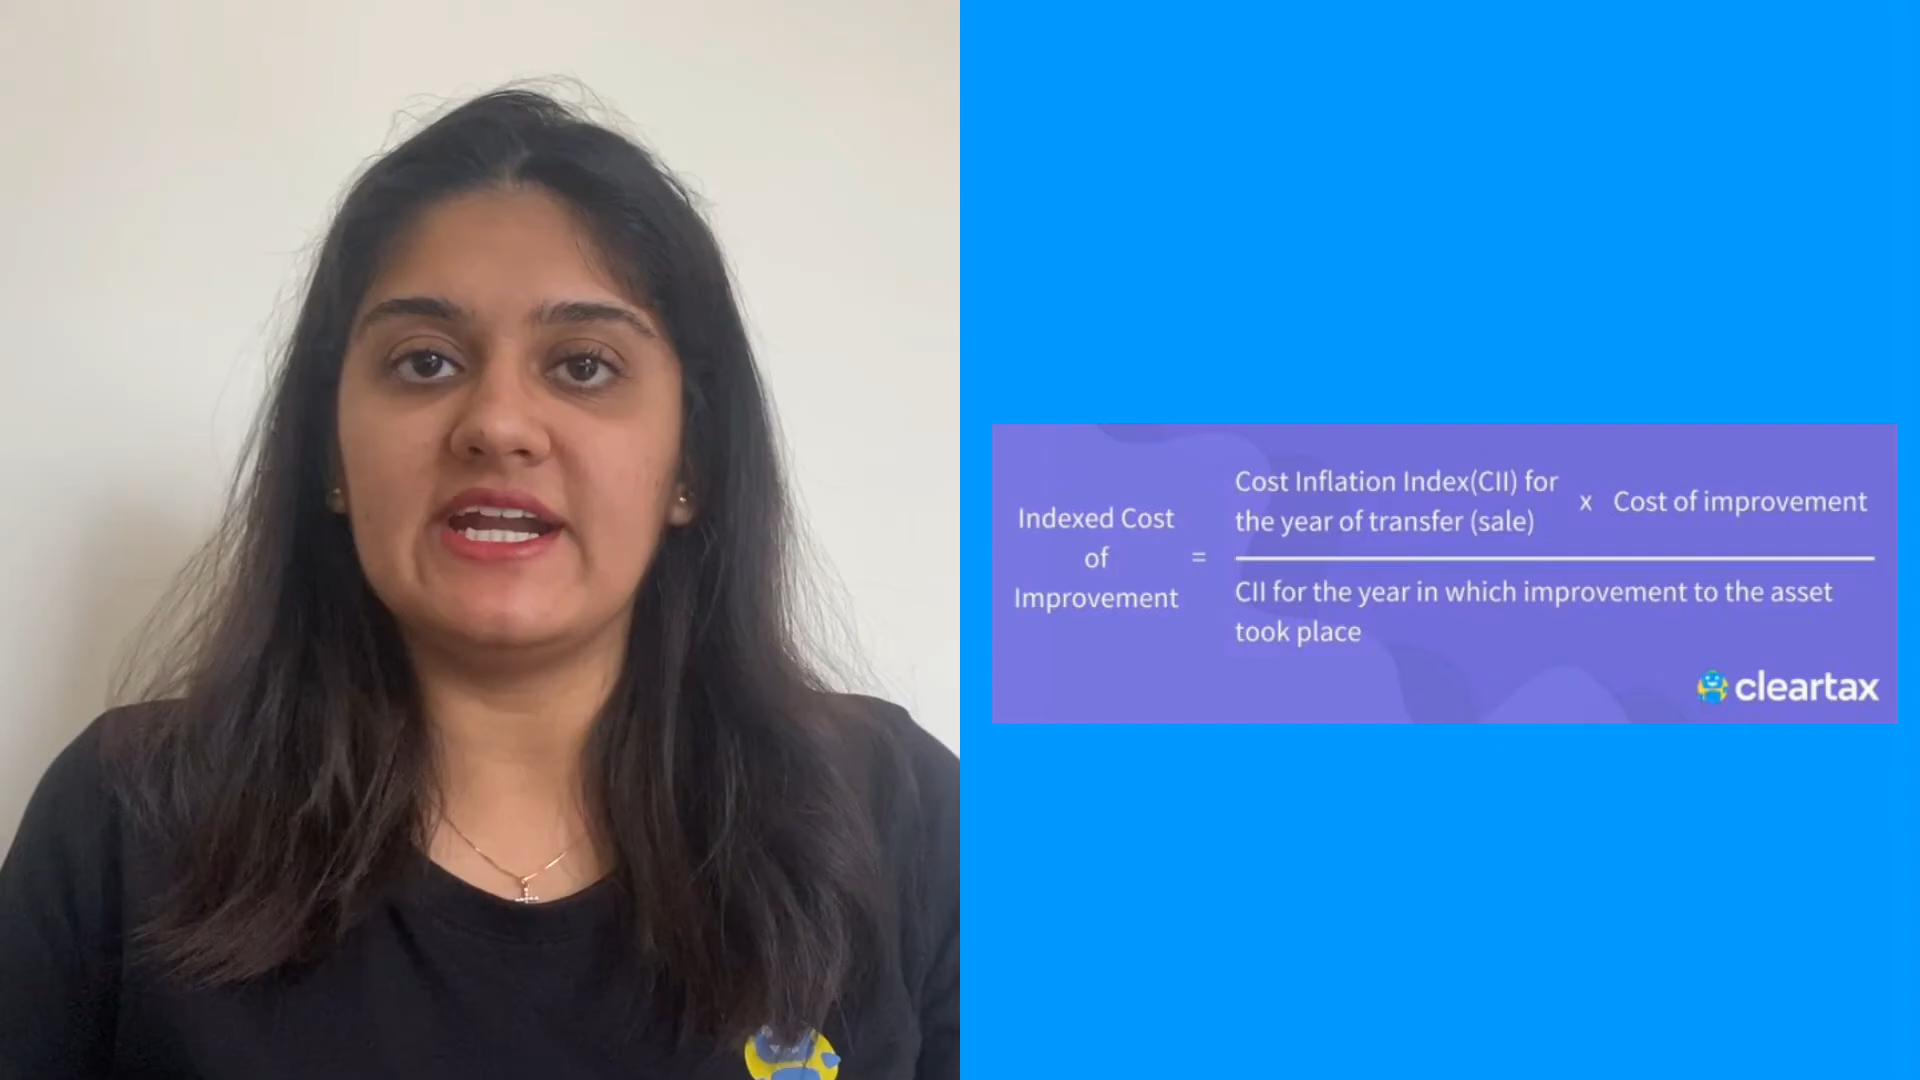 Cost Inflation Index(CII) for
the year of transfer (sale)
x Cost of improvement
Indexed Cost
of
Improvement
=
CII for the year in which improvement to the asset
took place
cleartax